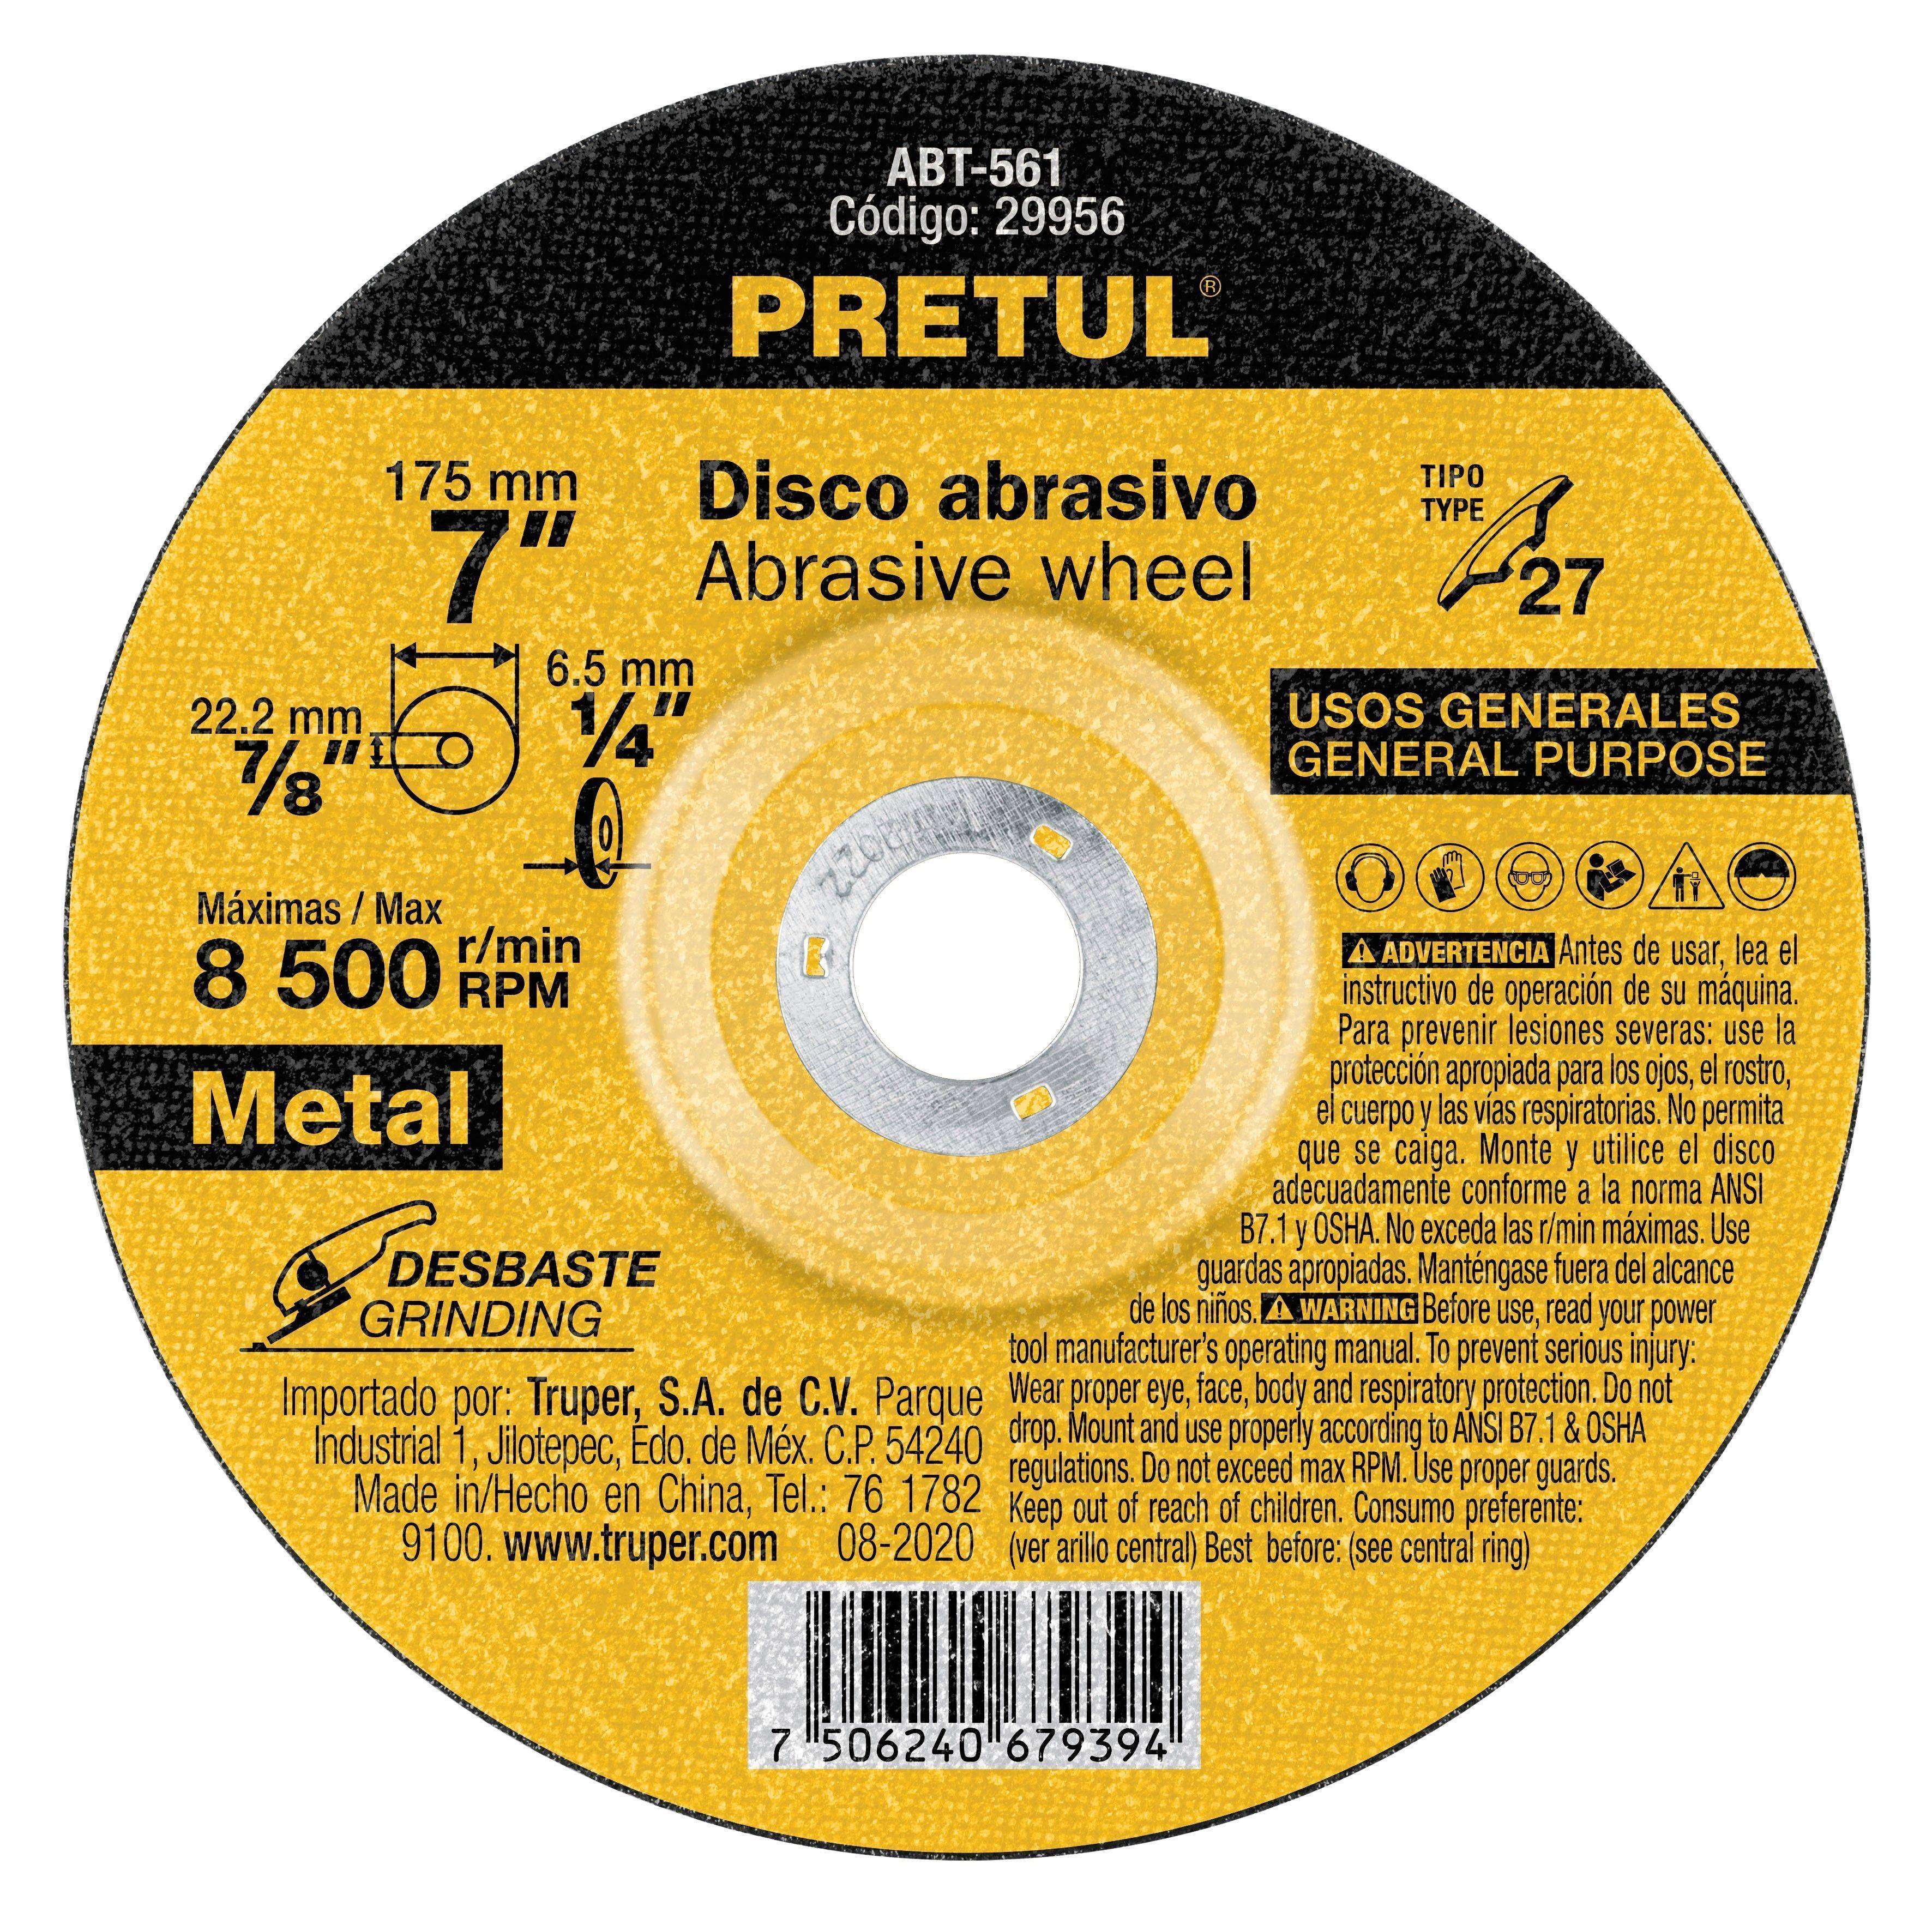 ABT-561
Código: 29956
PRETUL®
175 mm
7"
Disco abrasivo
Abrasive wheel
TIPO
TYPE
27
22.2 mm
7/8"
6.5 mm
1/4"
USOS GENERALES
GENERAL PURPOSE
Máximas / Max
8 500 r/min
RPM
Metal
DESBASTE
GRINDING
ADVERTENCIA Antes de usar, lea el
instructivo de operación de su máquina.
Para prevenir lesiones severas: use la
protección apropiada para los ojos, el rostro,
el cuerpo y las vías respiratorias. No permita
que se caiga. Monte y utilice el disco
adecuadamente conforme a la norma ANSI
B7.1 y OSHA. No exceda las r/min máximas. Use
guardas apropiadas. Manténgase fuera del alcance
de los niños. WARNING Before use, read your power
tool manufacturer's operating manual. To prevent serious injury:
Wear proper eye, face, body and respiratory protection. Do not
drop. Mount and use properly according to ANSI B7.1 & OSHA
regulations. Do not exceed max RPM. Use proper guards.
Keep out of reach of children. Consumo preferente:
(ver arillo central) Best before: (see central ring)
Importado por: Truper, S.A. de C.V. Parque
Industrial 1, Jilotepec, Edo. de Méx. C.P. 54240
Made in/Hecho en China, Tel.: 76 1782
9100. www.truper.com 08-2020
7 506240 679394